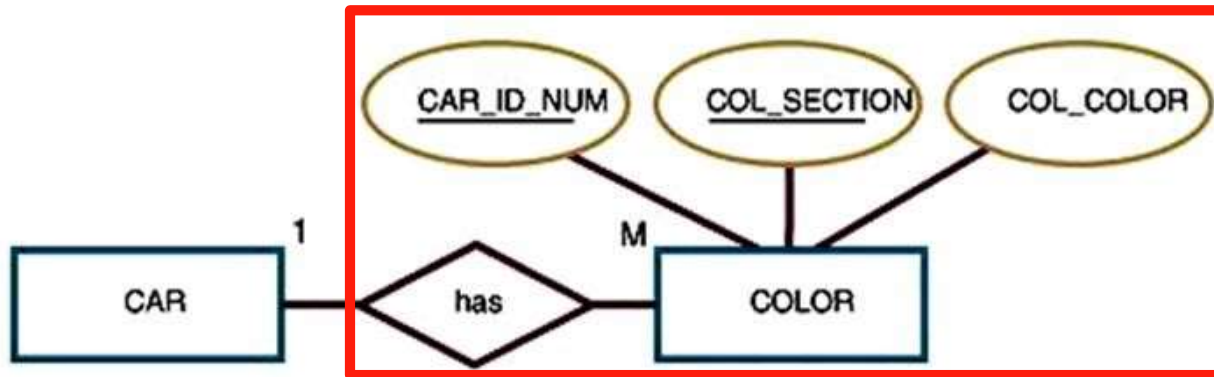 CAR_ID_NUM COL_SECTION COL_COLOR
1 M
CAR has COLOR